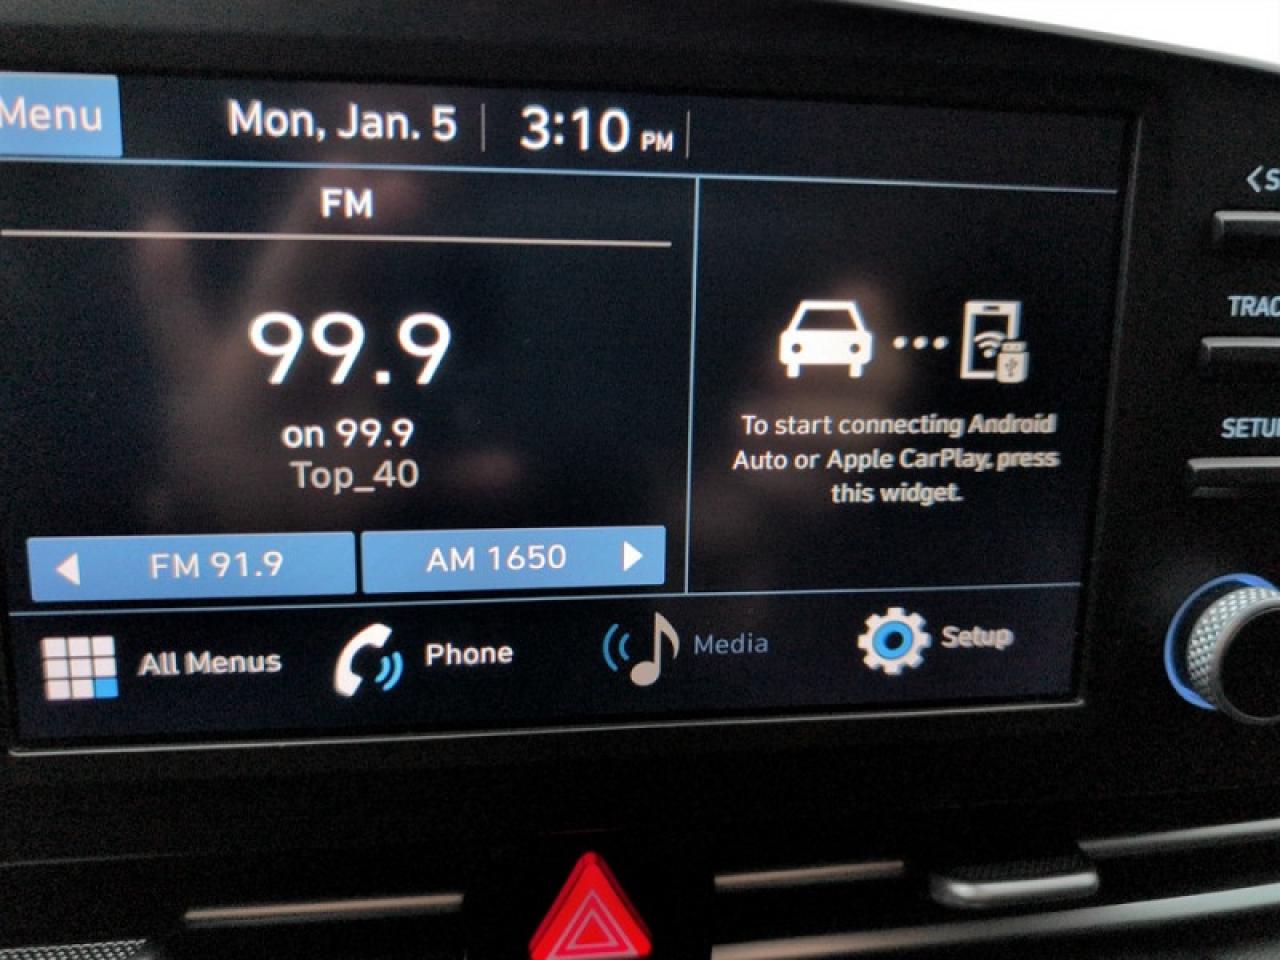 Menu
Mon, Jan. 5
3:10 PM
FM
99.9
on 99.9
Top_40
FM 91.9
AM 1650
To start connecting Android
Auto or Apple CarPlay, press
this widget.
All Menus
Phone
Media
Setup
<S
TRAC
SETU